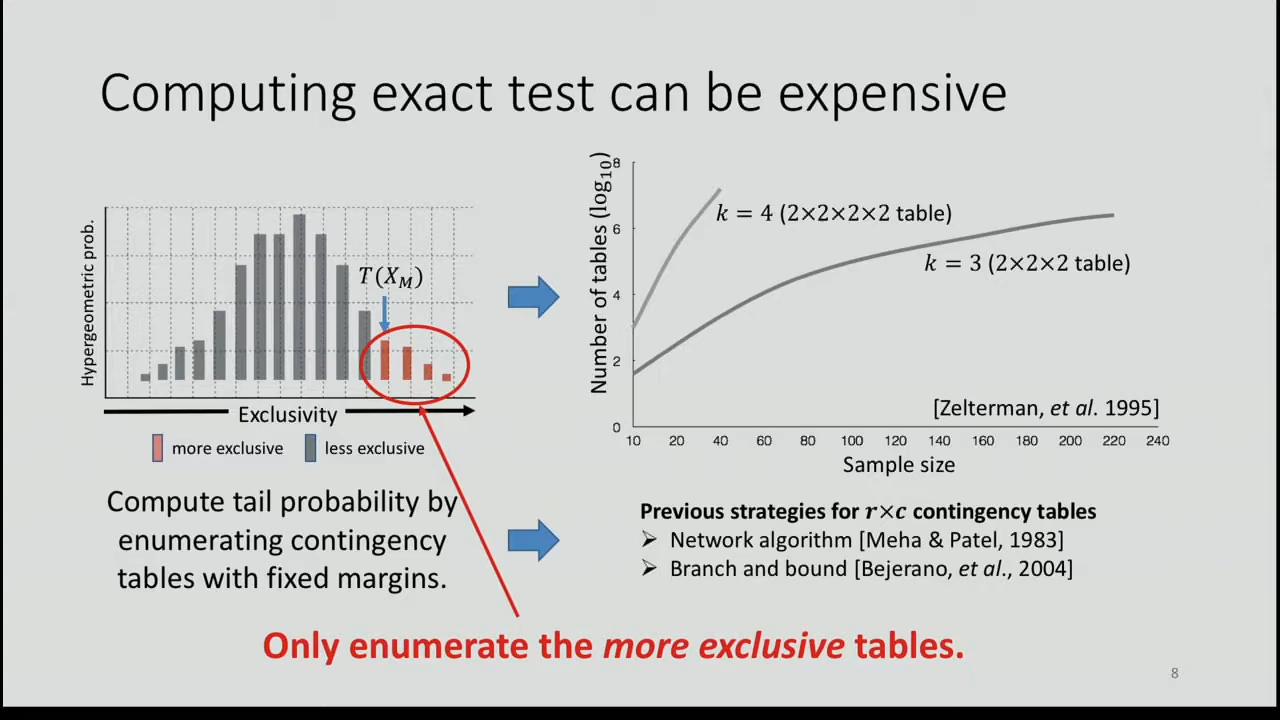 Computing exact test can be expensive
Hypergeometric prob.
T(X_M)
Exclusivity
more exclusive
less exclusive
Number of tables (log₁₀)
8
6
4
2
0
k = 4 (2×2×2×2 table)
k = 3 (2×2×2 table)
[Zelterman, et al. 1995]
10 20 40 60 80 100 120 140 160 180 200 220 240
Sample size
Compute tail probability by
enumerating contingency
tables with fixed margins.
Previous strategies for r×c contingency tables
➢ Network algorithm [Meha & Patel, 1983]
➢ Branch and bound [Bejerano, et al., 2004]
Only enumerate the more exclusive tables.
8